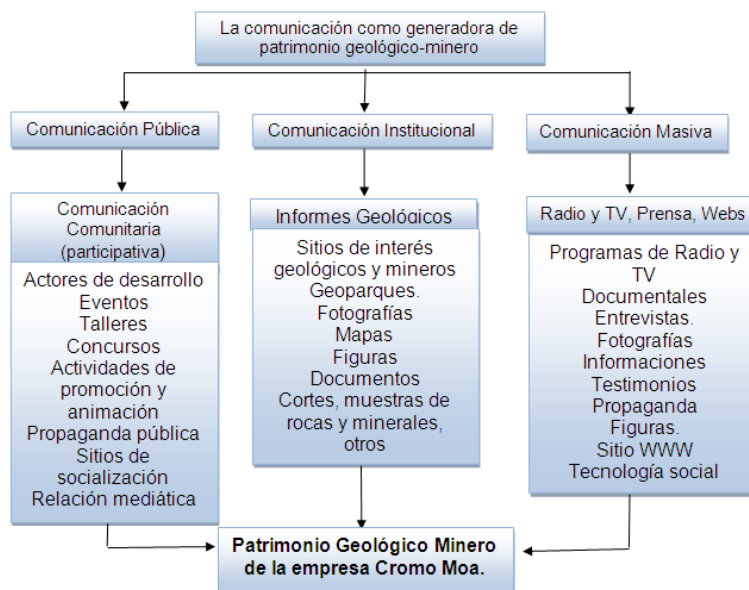 La comunicación como generadora de
patrimonio geológico-minero
Comunicación Pública
Comunicación Institucional
Comunicación Masiva
Comunicación
Comunitaria
(participativa)
Actores de desarrollo
Eventos
Talleres
Concursos
Actividades de
promoción y
animación
Propaganda pública
Sitios de
socialización
Relación mediática
Informes Geológicos
Sitios de interés
geológicos y mineros
Geoparques.
Fotografías
Mapas
Figuras
Documentos
Cortes, muestras de
rocas y minerales,
otros
Radio y TV, Prensa, Webs
Programas de Radio y
TV
Documentales
Entrevistas.
Fotografías
Informaciones
Testimonios
Propaganda
Figuras.
Sitio WWW
Tecnología social
Patrimonio Geológico Minero
de la empresa Cromo Moa.